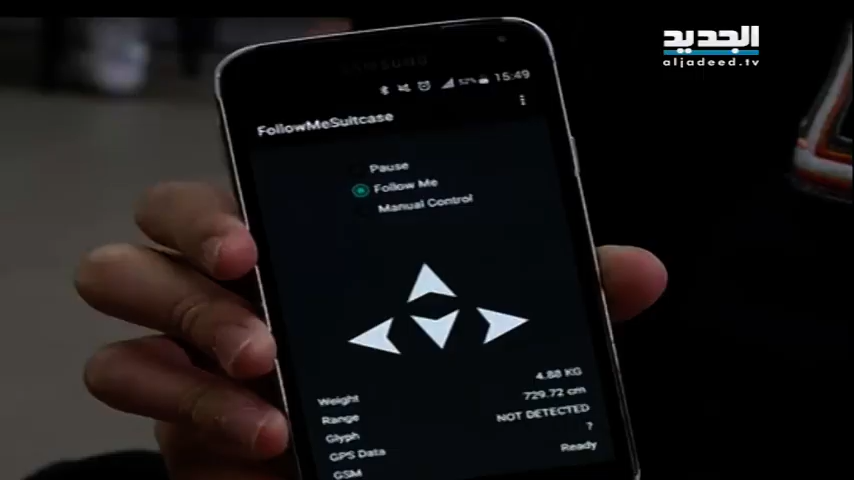 الجديد
aljadeed.tv
SAMSUNG
52% 15:49
FollowMeSuitcase
Pause
Follow Me
Manual Control
Weight 4.88 KG
Range 729.72 cm
Glyph NOT DETECTED
GPS Data ?
GSM Ready